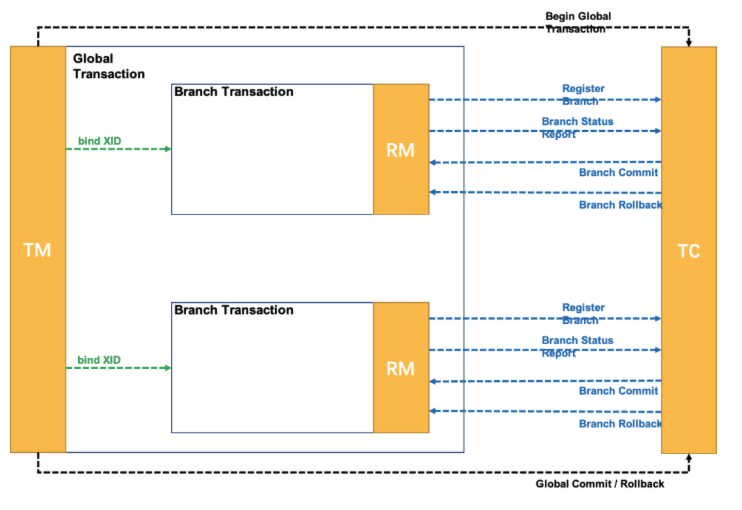 Begin Global
Transaction
Global
Transaction
Branch Transaction
Register
Branch
Branch Status
Report
bind XID
RM
Branch Commit
Branch Rollback
TM
TC
Branch Transaction
Register
Branch
Branch Status
Report
bind XID
RM
Branch Commit
Branch Rollback
Global Commit / Rollback